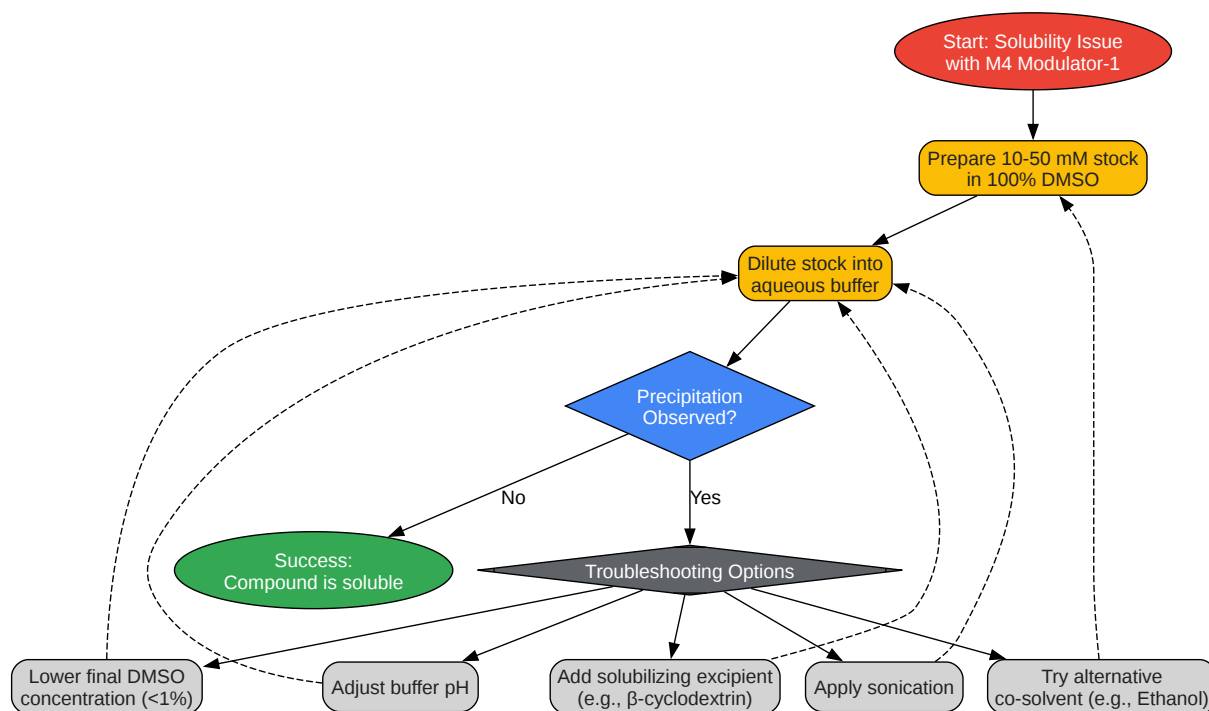 Start: Solubility Issue
with M4 Modulator-1
Prepare 10-50 mM stock
in 100% DMSO
Dilute stock into
aqueous buffer
Precipitation
Observed?
No
Yes
Success:
Compound is soluble
Troubleshooting Options
Lower final DMSO
concentration (<1%)
Adjust buffer pH
Add solubilizing excipient
(e.g., β-cyclodextrin)
Apply sonication
Try alternative
co-solvent (e.g., Ethanol)